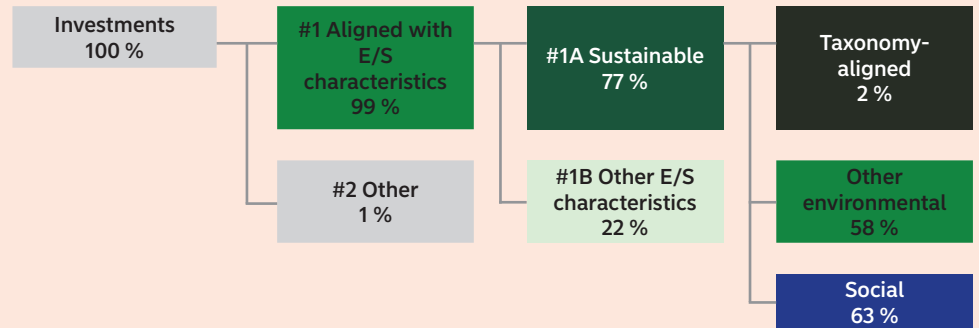 Investments
100 %
#1 Aligned with
E/S
characteristics
99 %
#1A Sustainable
77 %
Taxonomy-
aligned
2 %
#2 Other
1 %
#1B Other E/S
characteristics
22 %
Other
environmental
58 %
Social
63 %